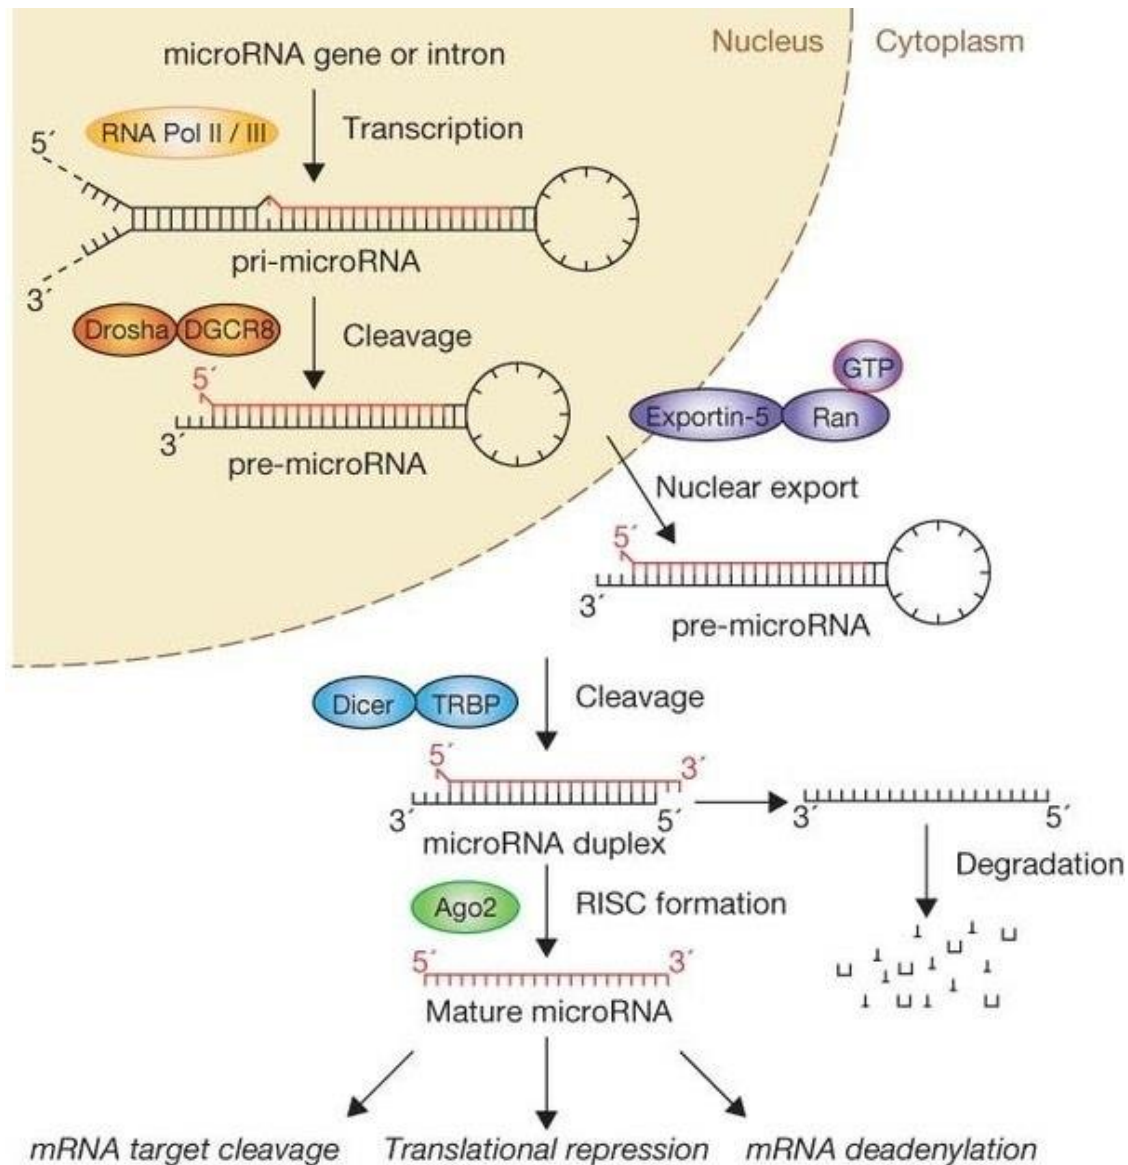 Nucleus
Cytoplasm
microRNA gene or intron
RNA Pol II / III
Transcription
5´
3´
pri-microRNA
Drosha
DGCR8
Cleavage
5´
3´
pre-microRNA
GTP
Exportin-5
Ran
Nuclear export
5´
3´
pre-microRNA
Dicer
TRBP
Cleavage
5´
3´
3´
5´
microRNA duplex
3´
5´
Degradation
Ago2
RISC formation
5´
3´
Mature microRNA
mRNA target cleavage
Translational repression
mRNA deadenylation